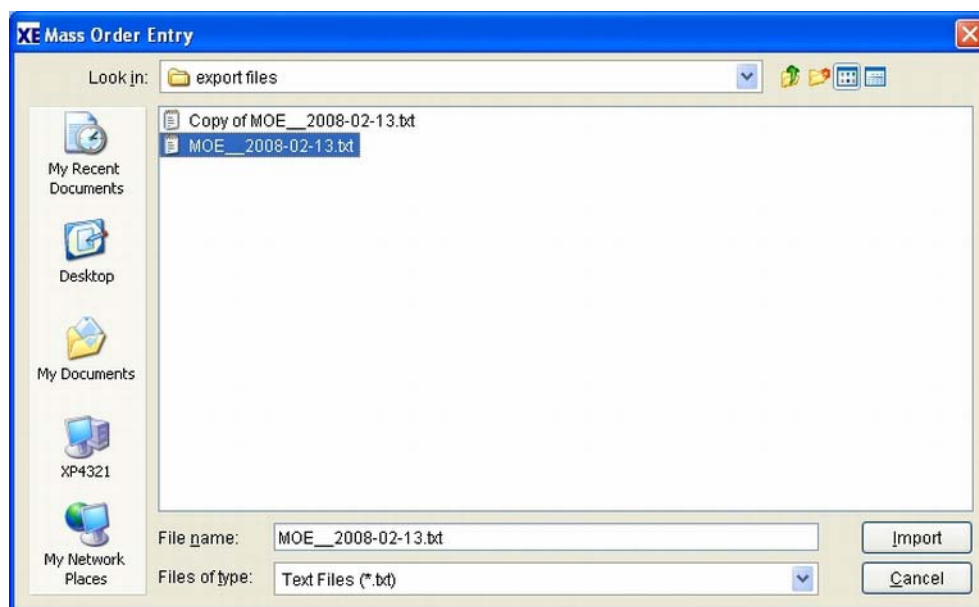 XE Mass Order Entry
Look in: export files
Copy of MOE__2008-02-13.txt
MOE__2008-02-13.txt
My Recent
Documents
Desktop
My Documents
XP4321
My Network
Places
File name: MOE__2008-02-13.txt Import
Files of type: Text Files (*.txt) Cancel